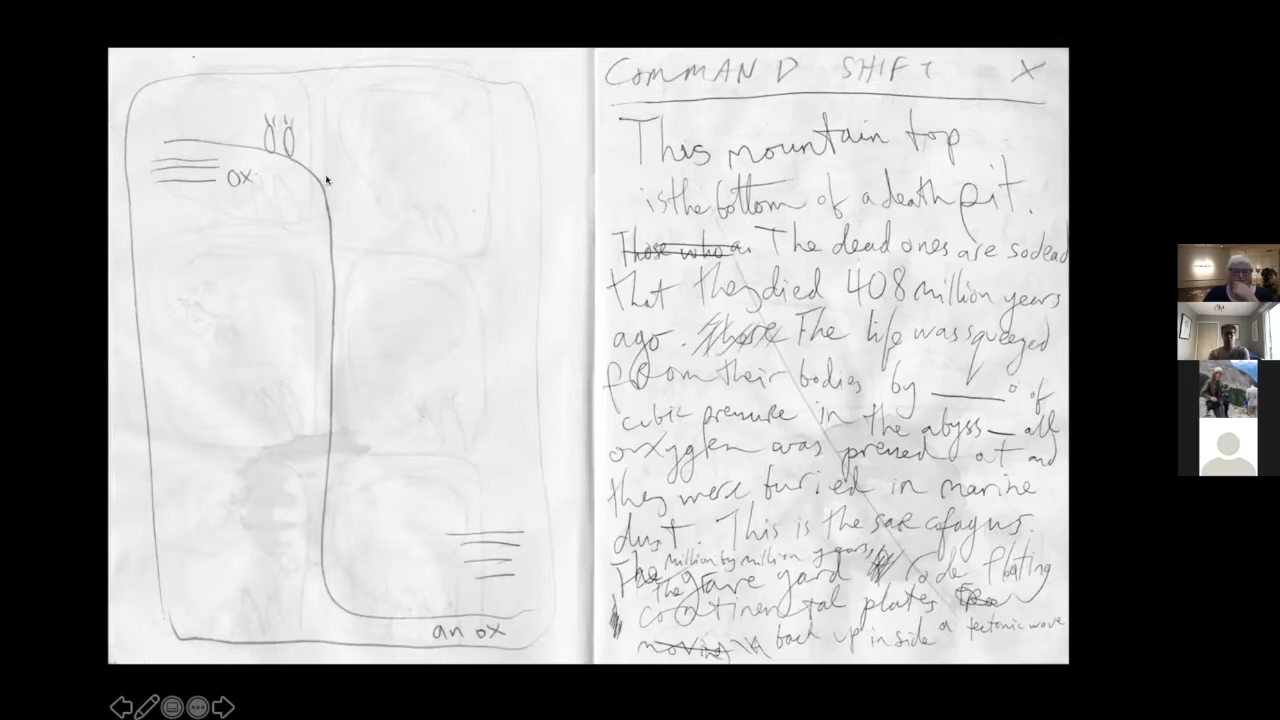 ox
an ox
COMMAND SHIFT X
This mountain top
is the bottom of a death pit.
Those who a. The dead ones are so dead
that they died 408 million years
ago. The life was squeezed
from their bodies by ____° of
cubic pressure in the abyss — all
oxygen was pressed out and
they were buried in marine
dust. This is the sarcofagus.
The million by million years,
the grave yard rode floating
continental plates
moving back up inside a tectonic wave